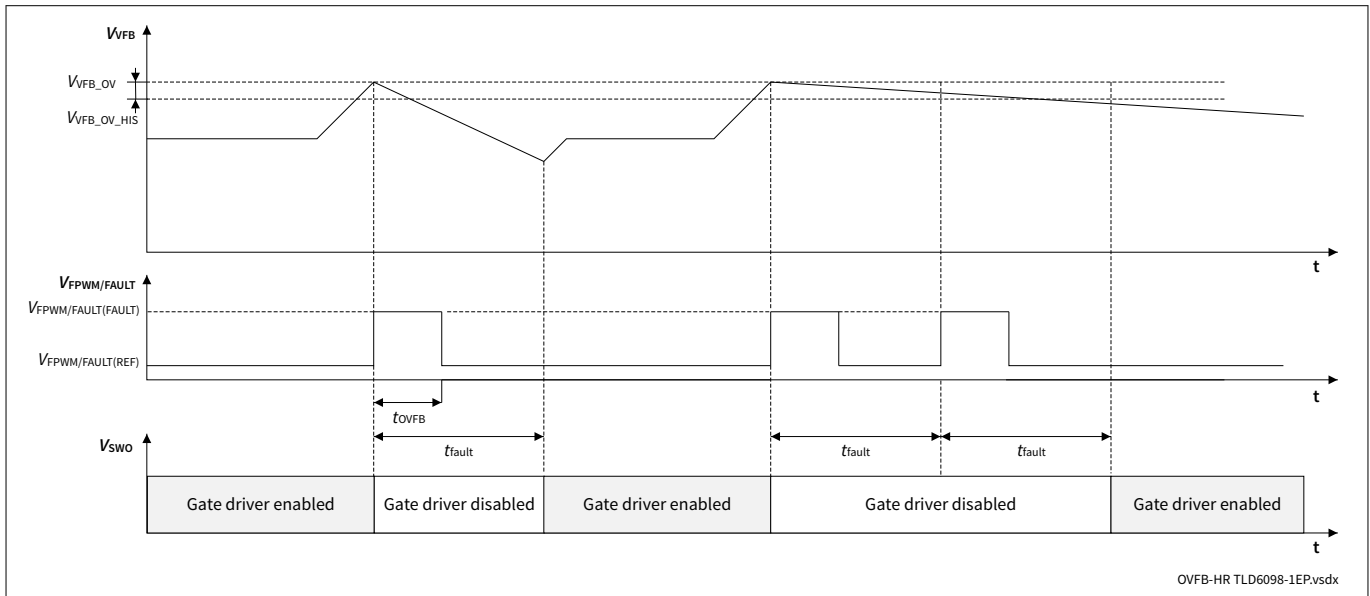 VVFB
VVFB_OV
VVFB_OV_HIS
t
VFPWM/FAULT
VFPWM/FAULT(FAULT)
VFPWM/FAULT(REF)
t
tOVFB
VSWO
tfault
tfault
tfault
Gate driver enabled
Gate driver disabled
Gate driver enabled
Gate driver disabled
Gate driver enabled
t
OVFB-HR TLD6098-1EP.vsdx